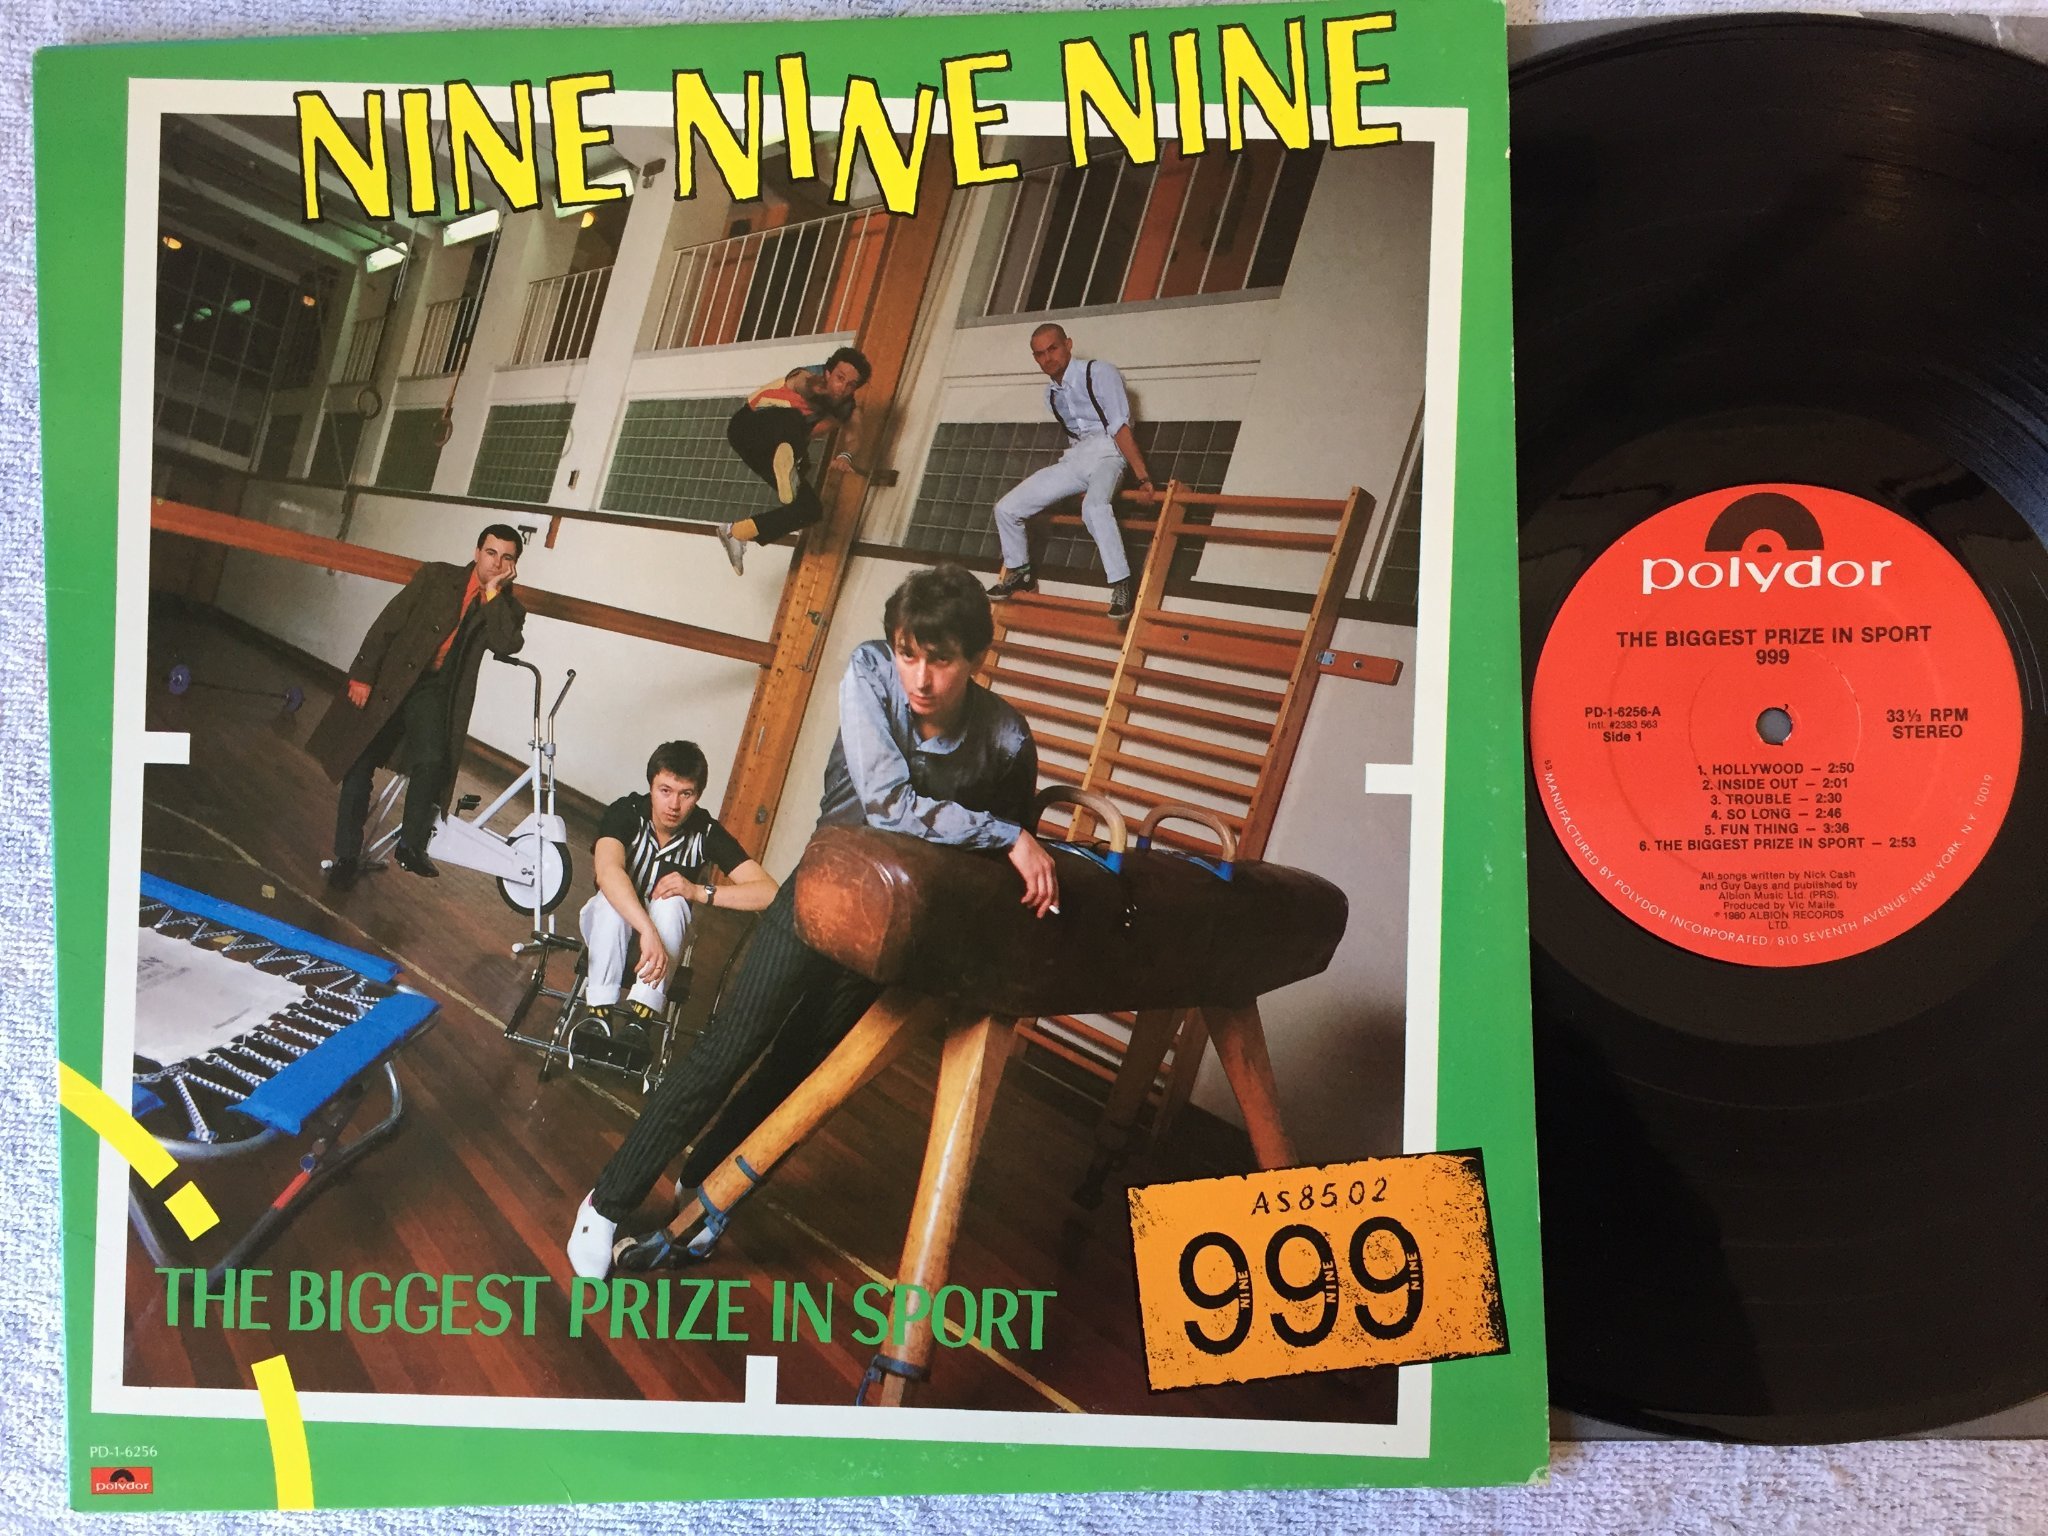 NINE NINE NINE
THE BIGGEST PRIZE IN SPORT
AS8502
999
NINE NINE NINE
PD-1-6256
polydor
polydor
THE BIGGEST PRIZE IN SPORT
999
PD-1-6256-A
Intl. #2383 563
Side 1
33⅓ RPM
STEREO
1. HOLLYWOOD — 2:50
2. INSIDE OUT — 2:01
3. TROUBLE — 2:30
4. SO LONG — 2:46
5. FUN THING — 3:36
6. THE BIGGEST PRIZE IN SPORT — 2:53
All songs written by Nick Cash
and Guy Days and published by
Albion Music Ltd. (PRS).
Produced by Vic Maile
℗ 1980 ALBION RECORDS
LTD.
63 MANUFACTURED BY POLYDOR INCORPORATED / 810 SEVENTH AVENUE / NEW YORK N Y 10019